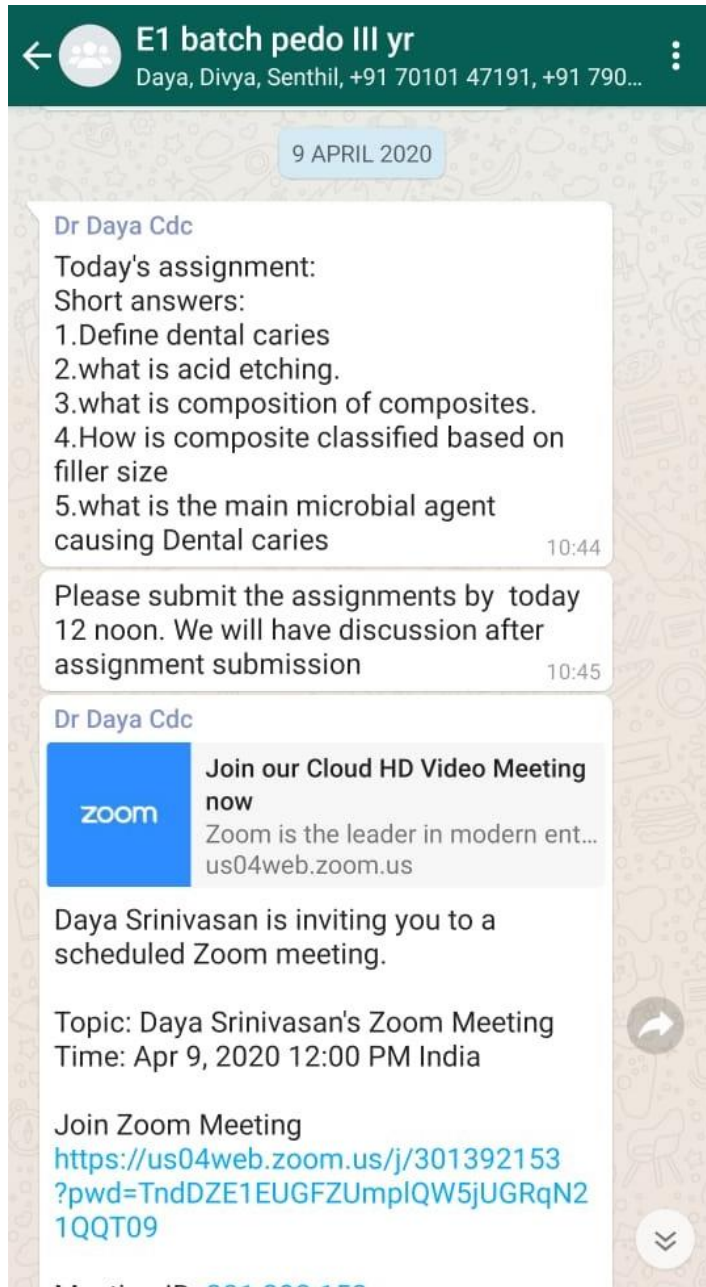 E1 batch pedo III yr
Daya, Divya, Senthil, +91 70101 47191, +91 790...
9 APRIL 2020
Dr Daya Cdc
Today's assignment:
Short answers:
1.Define dental caries
2.what is acid etching.
3.what is composition of composites.
4.How is composite classified based on
filler size
5.what is the main microbial agent
causing Dental caries
10:44
Please submit the assignments by today
12 noon. We will have discussion after
assignment submission
10:45
Dr Daya Cdc
zoom
Join our Cloud HD Video Meeting
now
Zoom is the leader in modern ent...
us04web.zoom.us
Daya Srinivasan is inviting you to a
scheduled Zoom meeting.
Topic: Daya Srinivasan's Zoom Meeting
Time: Apr 9, 2020 12:00 PM India
Join Zoom Meeting
https://us04web.zoom.us/j/301392153
?pwd=TndDZE1EUGFZUmplQW5jUGRqN2
1QQT09